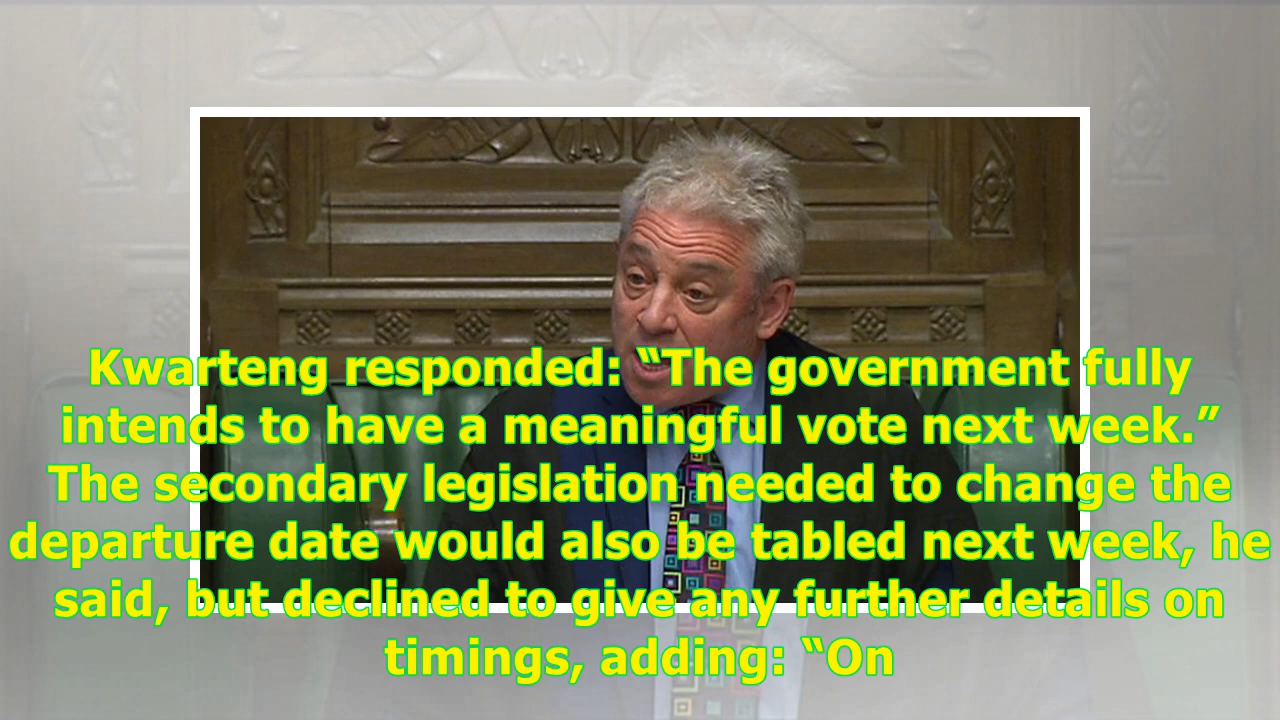 Kwarteng responded: “The government fully
intends to have a meaningful vote next week.”
The secondary legislation needed to change the
departure date would also be tabled next week, he
said, but declined to give any further details on
timings, adding: “On